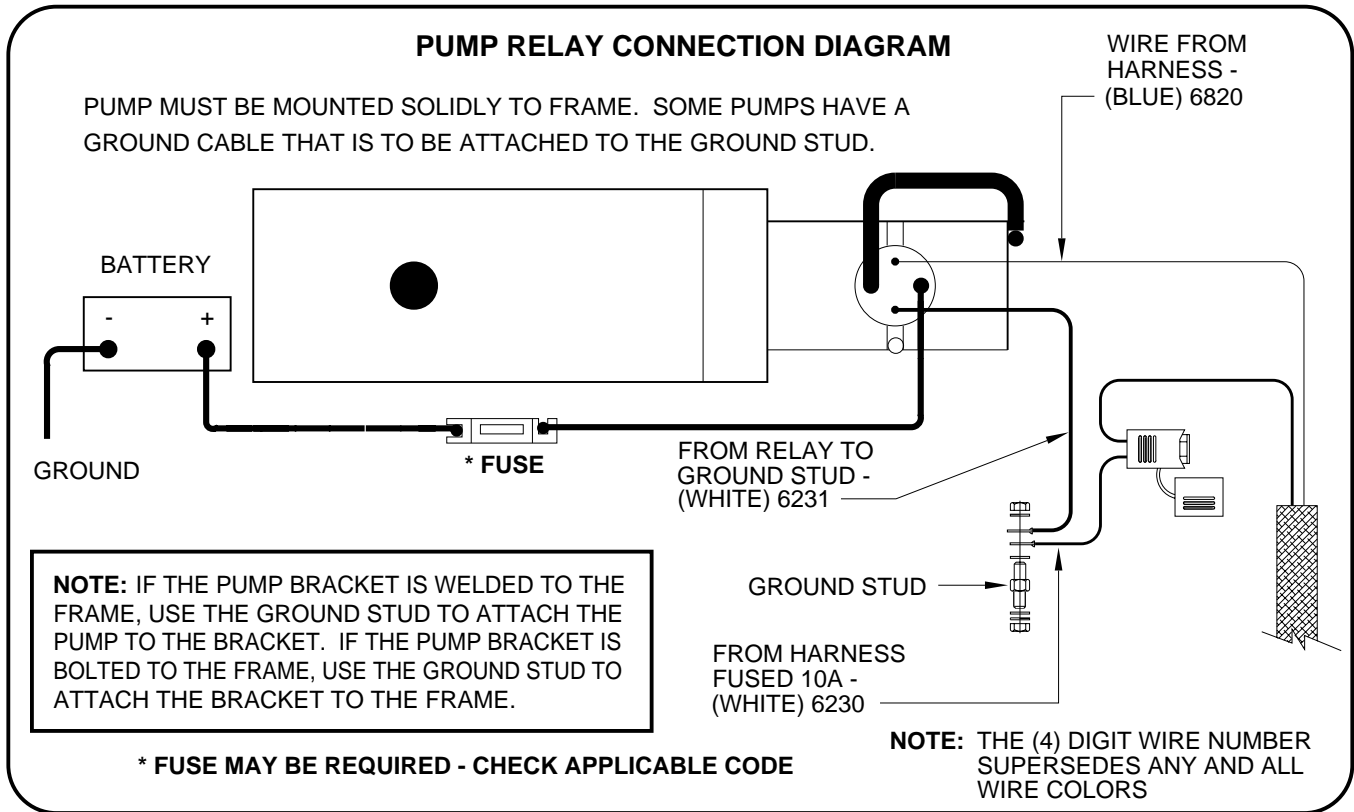 PUMP RELAY CONNECTION DIAGRAM
WIRE FROM
HARNESS -
(BLUE) 6820
PUMP MUST BE MOUNTED SOLIDLY TO FRAME. SOME PUMPS HAVE A
GROUND CABLE THAT IS TO BE ATTACHED TO THE GROUND STUD.
BATTERY
- +
GROUND
* FUSE
FROM RELAY TO
GROUND STUD -
(WHITE) 6231
GROUND STUD
FROM HARNESS
FUSED 10A -
(WHITE) 6230
NOTE: IF THE PUMP BRACKET IS WELDED TO THE
FRAME, USE THE GROUND STUD TO ATTACH THE
PUMP TO THE BRACKET. IF THE PUMP BRACKET IS
BOLTED TO THE FRAME, USE THE GROUND STUD TO
ATTACH THE BRACKET TO THE FRAME.
NOTE: THE (4) DIGIT WIRE NUMBER
SUPERSEDES ANY AND ALL
WIRE COLORS
* FUSE MAY BE REQUIRED - CHECK APPLICABLE CODE